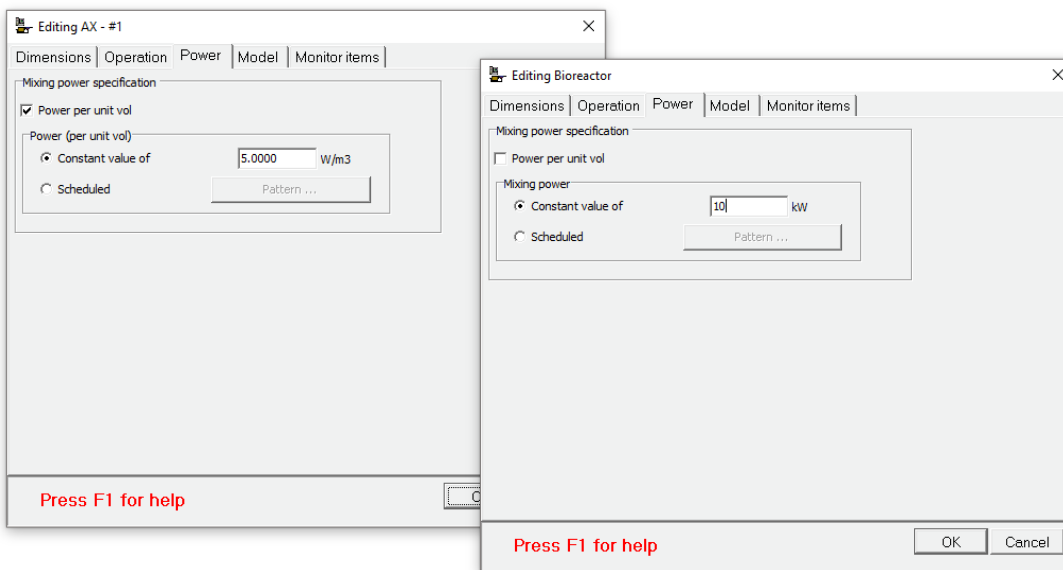 Editing AX - #1
Dimensions Operation Power Model Monitor items
Mixing power specification
Power per unit vol
Power (per unit vol)
Constant value of 5.0000 W/m3
Scheduled Pattern ...
Press F1 for help
Editing Bioreactor
Dimensions Operation Power Model Monitor items
Mixing power specification
Power per unit vol
Mixing power
Constant value of 10 kW
Scheduled Pattern ...
Press F1 for help
OK Cancel